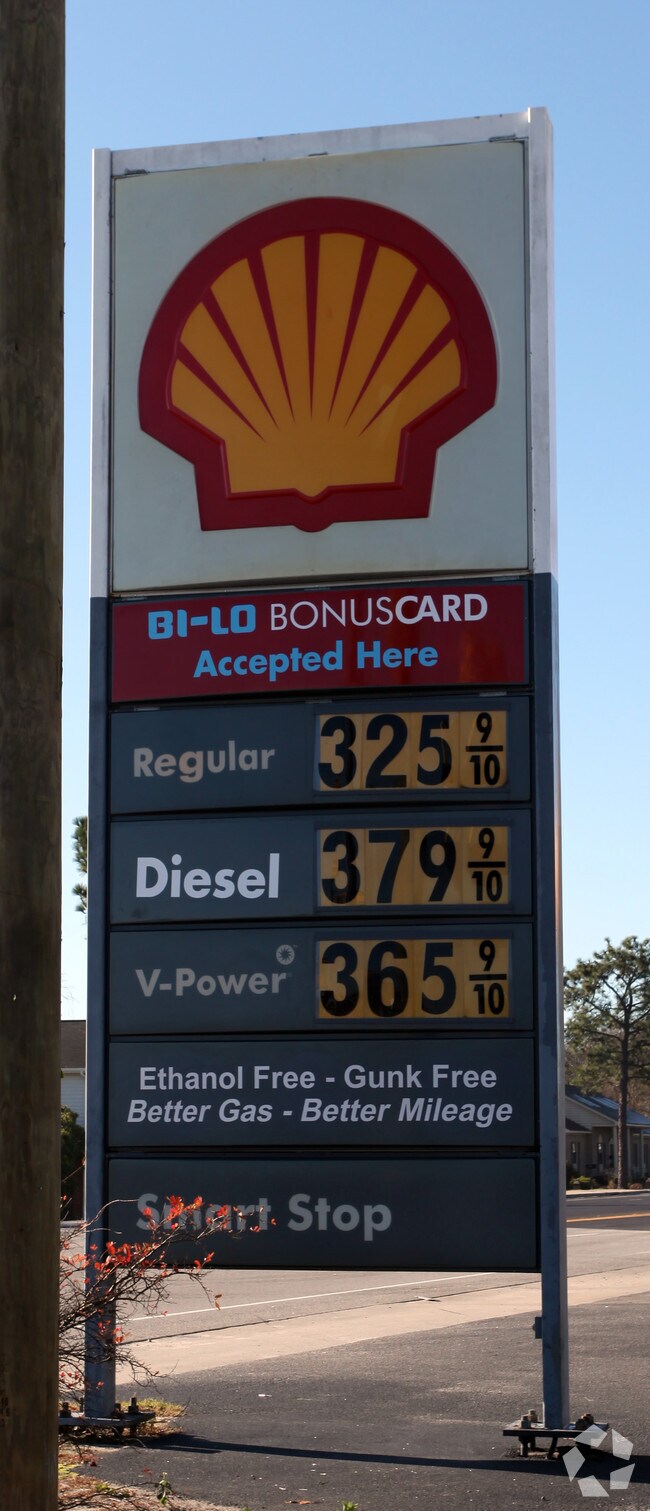 BI-LO BONUSCARD
Accepted Here
Regular 325 9/10
Diesel 379 9/10
V-Power 365 9/10
Ethanol Free - Gunk Free
Better Gas - Better Mileage
Smart Stop